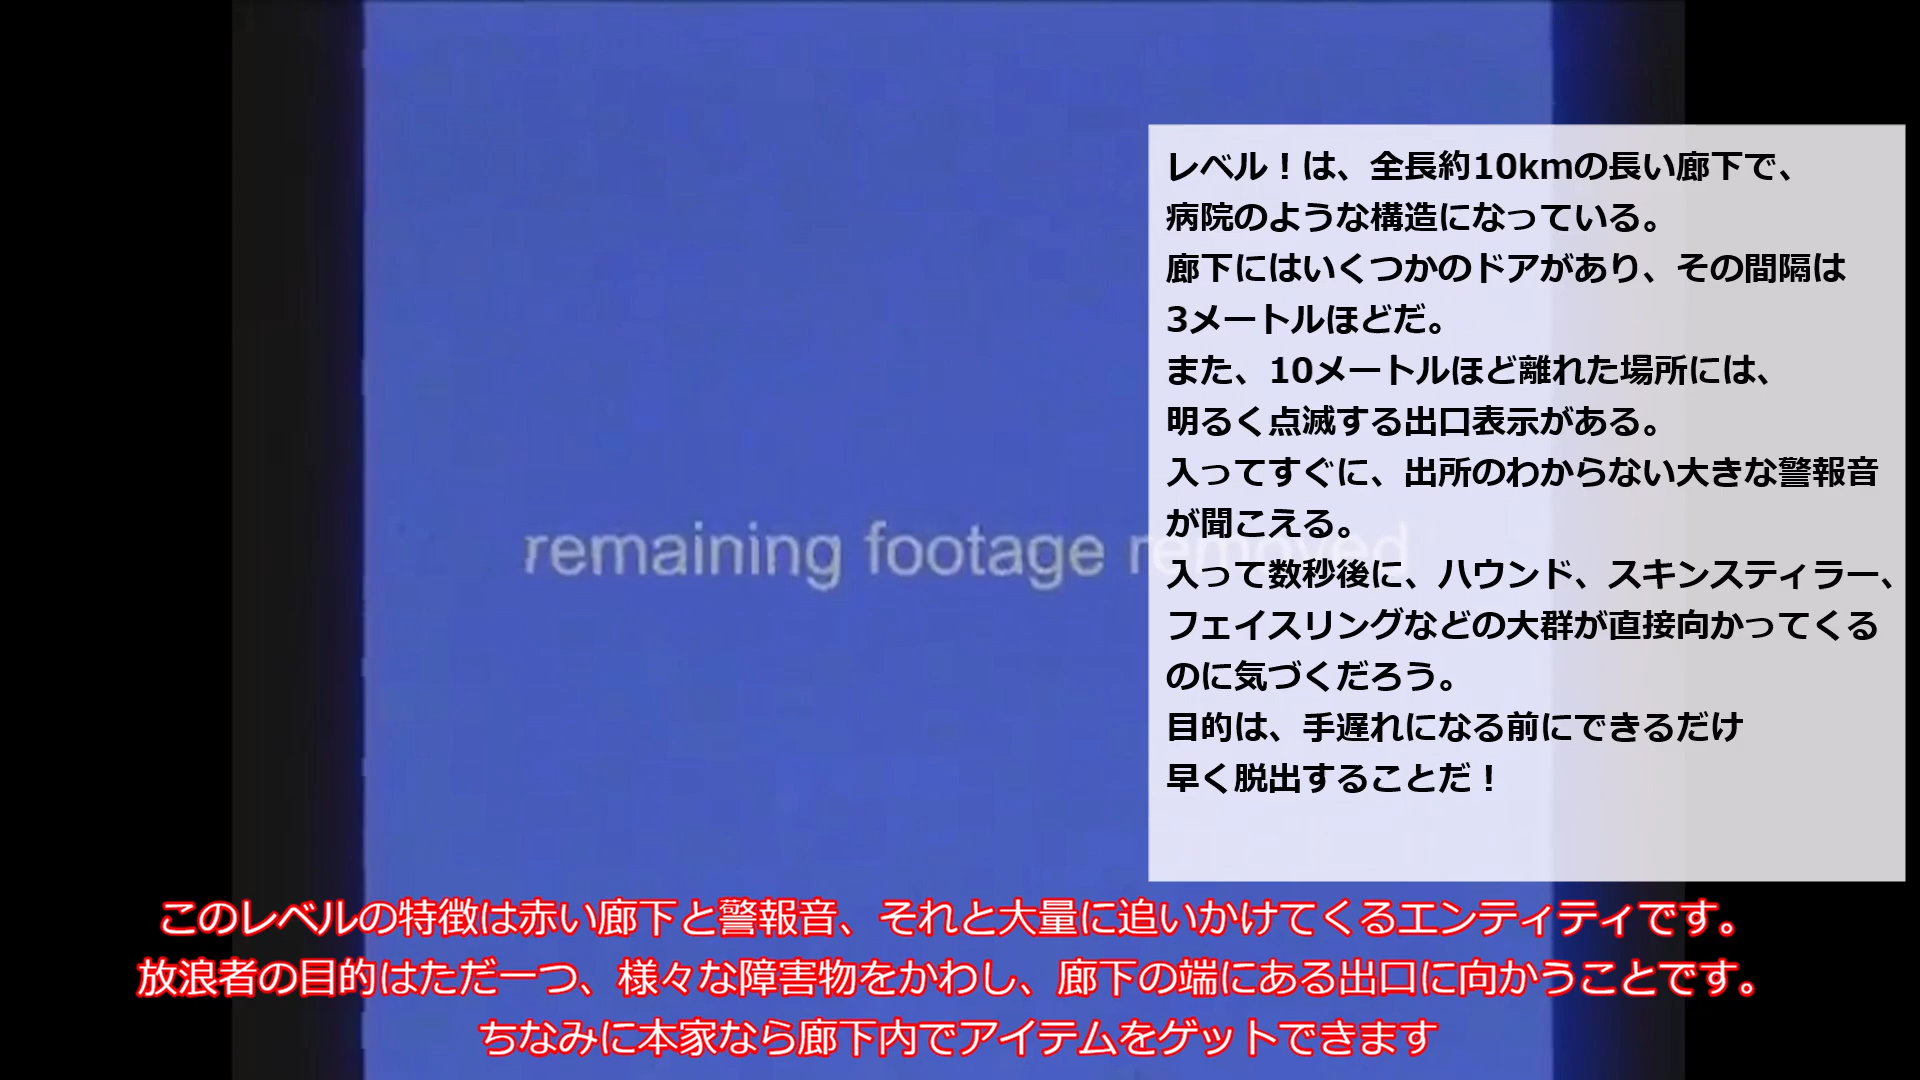 レベル！は、全長約10kmの長い廊下で、
病院のような構造になっている。
廊下にはいくつかのドアがあり、その間隔は
3メートルほどだ。
また、10メートルほど離れた場所には、
明るく点滅する出口表示がある。
入ってすぐに、出所のわからない大きな警報音
が聞こえる。
remaining footage removed
入って数秒後に、ハウンド、スキンスティラー、
フェイスリングなどの大群が直接向かってくる
のに気づくだろう。
目的は、手遅れになる前にできるだけ
早く脱出することだ！
このレベルの特徴は赤い廊下と警報音、それと大量に追いかけてくるエンティティです。
放浪者の目的はただ一つ、様々な障害物をかわし、廊下の端にある出口に向かうことです。
ちなみに本家なら廊下内でアイテムをゲットできます